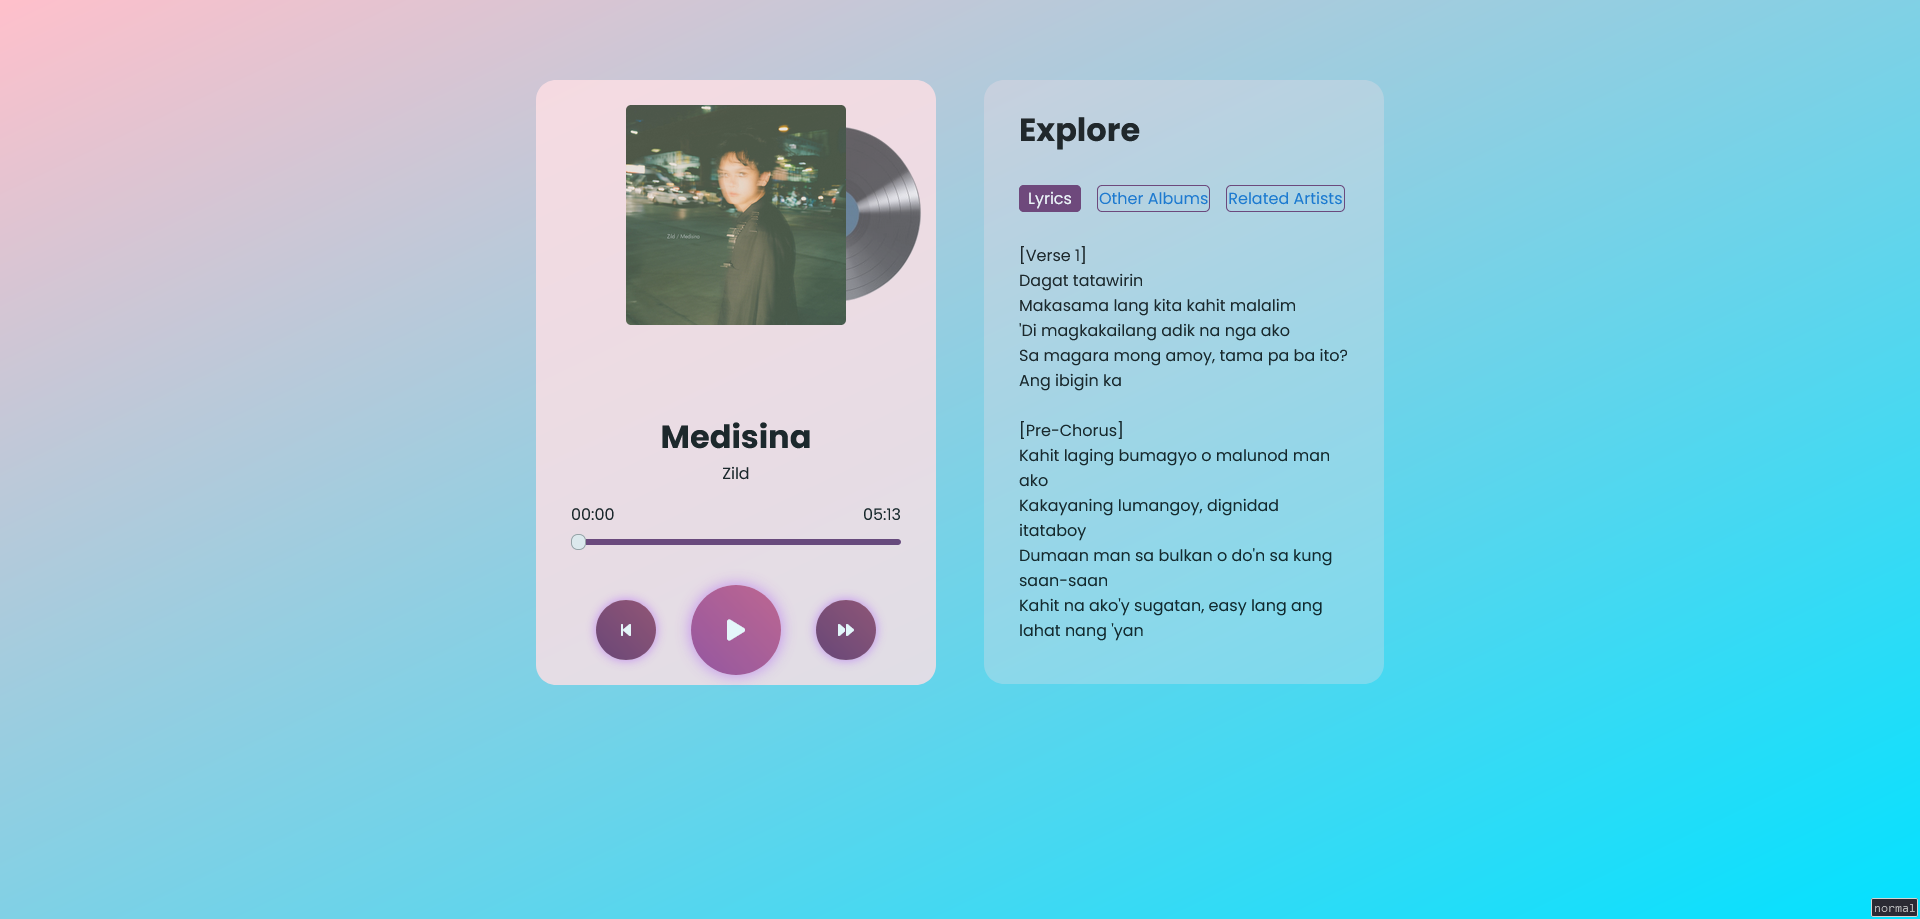 Zild / Medisina
Medisina
Zild
00:00 05:13
Explore
Lyrics Other Albums Related Artists
[Verse 1]
Dagat tatawirin
Makasama lang kita kahit malalim
'Di magkakailang adik na nga ako
Sa magara mong amoy, tama pa ba ito?
Ang ibigin ka
[Pre-Chorus]
Kahit laging bumagyo o malunod man
ako
Kakayaning lumangoy, dignidad
itataboy
Dumaan man sa bulkan o do'n sa kung
saan-saan
Kahit na ako'y sugatan, easy lang ang
lahat nang 'yan
normal